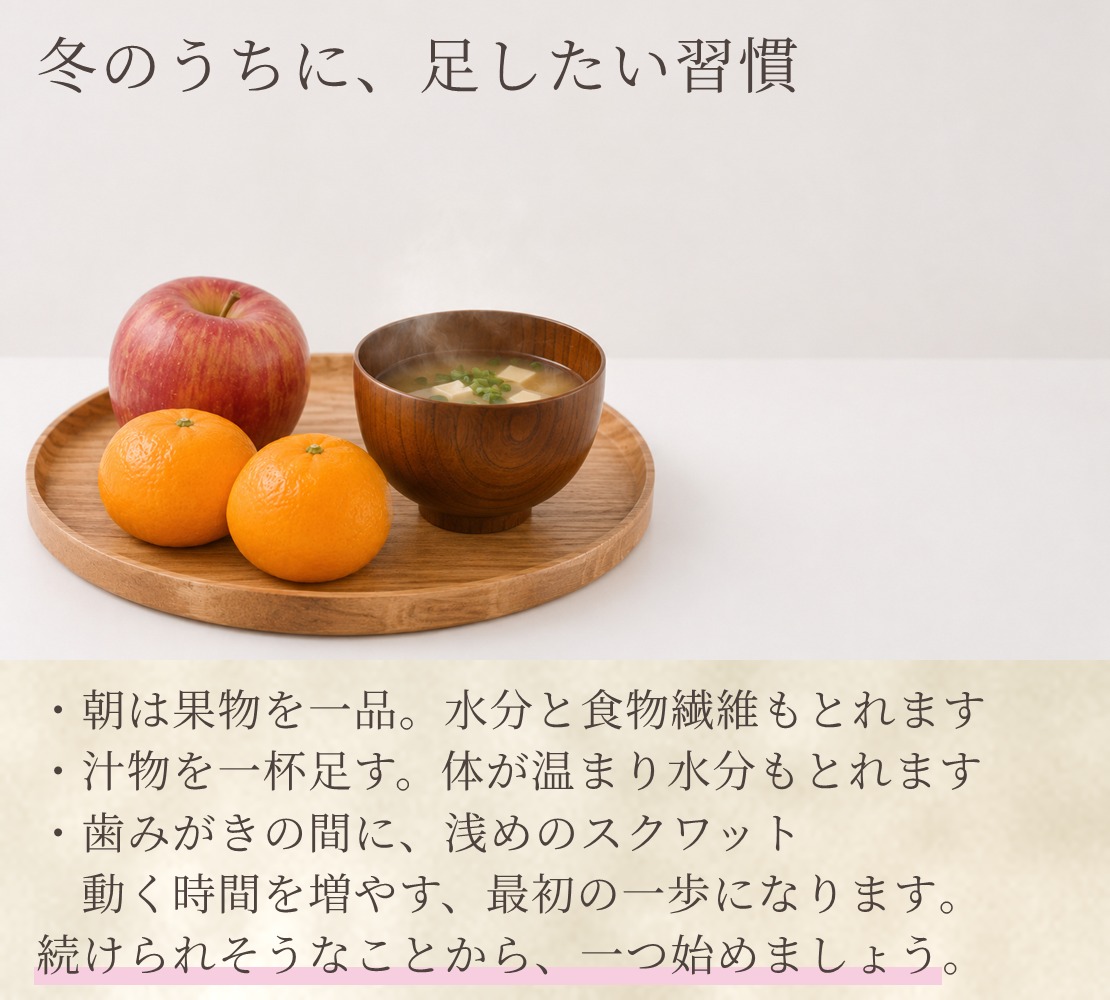 冬のうちに、足したい習慣
・朝は果物を一品。水分と食物繊維もとれます
・汁物を一杯足す。体が温まり水分もとれます
・歯みがきの間に、浅めのスクワット
動く時間を増やす、最初の一歩になります。
続けられそうなことから、一つ始めましょう。